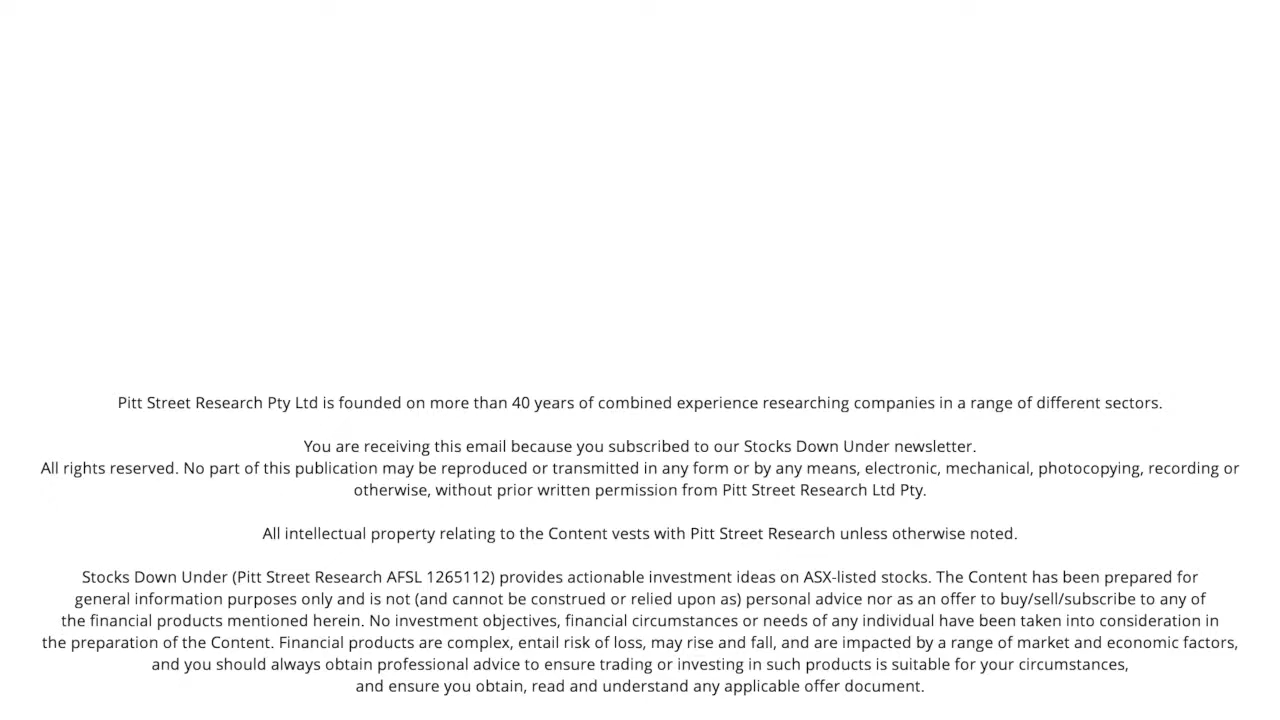 Pitt Street Research Pty Ltd is founded on more than 40 years of combined experience researching companies in a range of different sectors.
You are receiving this email because you subscribed to our Stocks Down Under newsletter.
All rights reserved. No part of this publication may be reproduced or transmitted in any form or by any means, electronic, mechanical, photocopying, recording or
otherwise, without prior written permission from Pitt Street Research Ltd Pty.
All intellectual property relating to the Content vests with Pitt Street Research unless otherwise noted.
Stocks Down Under (Pitt Street Research AFSL 1265112) provides actionable investment ideas on ASX-listed stocks. The Content has been prepared for
general information purposes only and is not (and cannot be construed or relied upon as) personal advice nor as an offer to buy/sell/subscribe to any of
the financial products mentioned herein. No investment objectives, financial circumstances or needs of any individual have been taken into consideration in
the preparation of the Content. Financial products are complex, entail risk of loss, may rise and fall, and are impacted by a range of market and economic factors,
and you should always obtain professional advice to ensure trading or investing in such products is suitable for your circumstances,
and ensure you obtain, read and understand any applicable offer document.